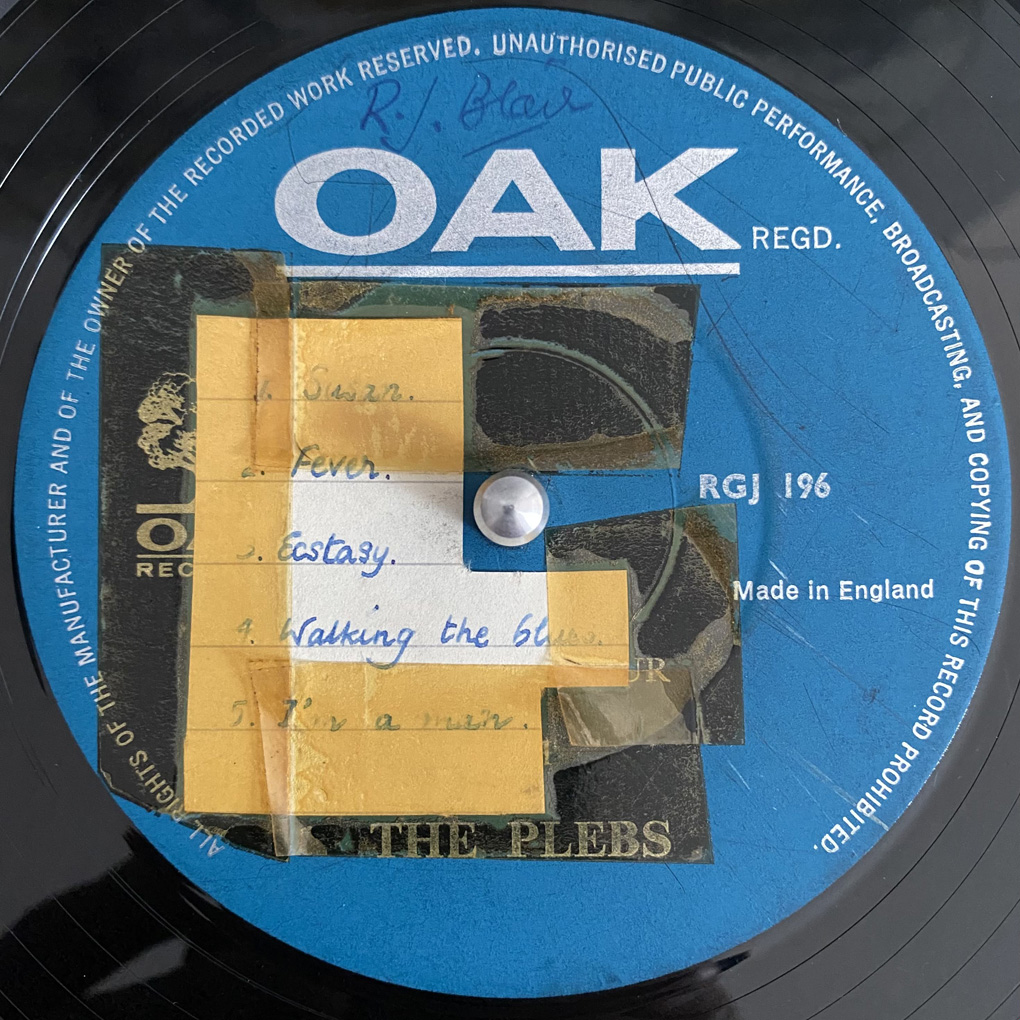 ALL RIGHTS OF THE MANUFACTURER AND OF THE OWNER OF THE RECORDED WORK RESERVED. UNAUTHORISED PUBLIC PERFORMANCE, BROADCASTING, AND COPYING OF THIS RECORD PROHIBITED.
R.J. Blair
OAK REGD.
1. Susan.
2. Fever.
RGJ 196
3. Ecstasy.
REC
Made in England
4. Walking the blues.
UR
5. I'm a man.
THE PLEBS